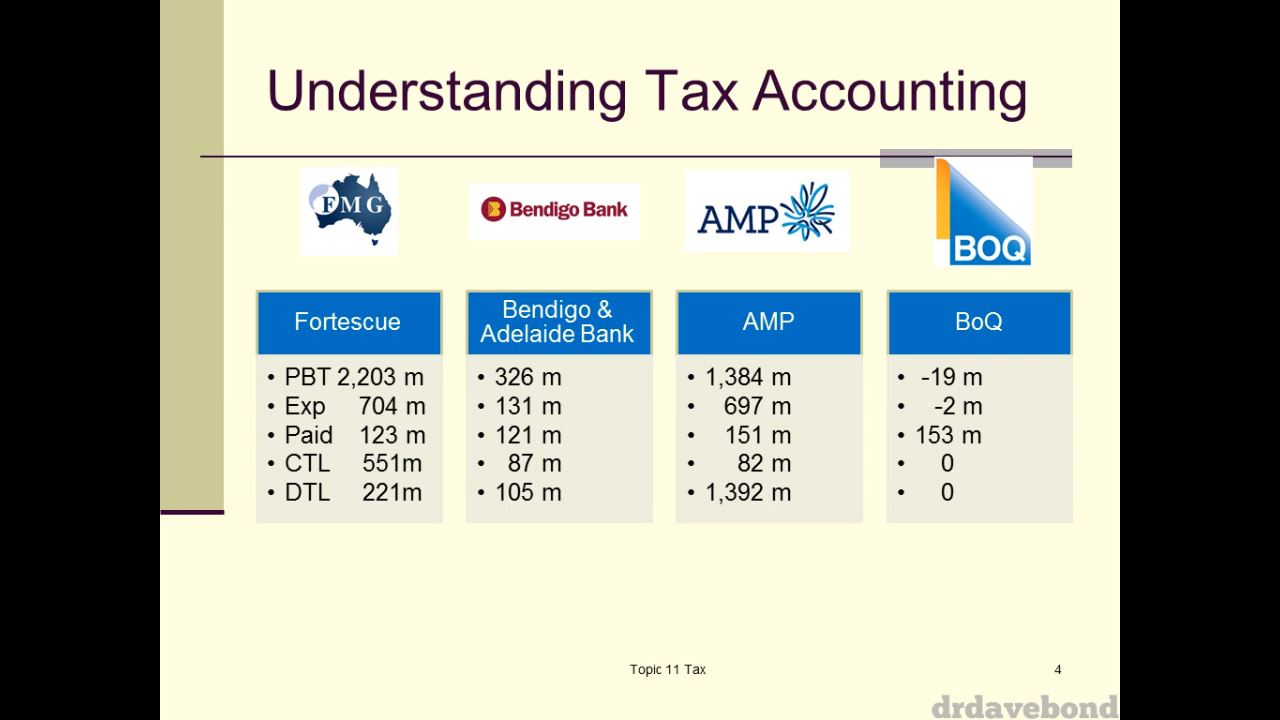 Understanding Tax Accounting
FMG
Bendigo Bank
AMP
BOQ
Fortescue
• PBT 2,203 m
• Exp 704 m
• Paid 123 m
• CTL 551m
• DTL 221m
Bendigo &
Adelaide Bank
• 326 m
• 131 m
• 121 m
• 87 m
• 105 m
AMP
• 1,384 m
• 697 m
• 151 m
• 82 m
• 1,392 m
BoQ
• -19 m
• -2 m
• 153 m
• 0
• 0
Topic 11 Tax
4
drdavebond